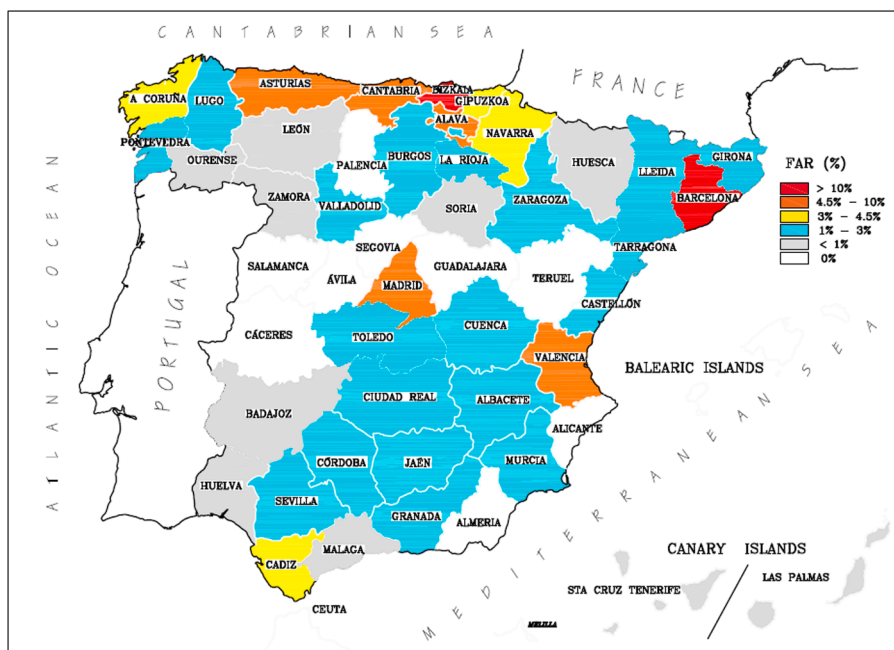 CANTABRIAN SEA
FRANCE
ASTURIAS
CANTABRIA
BIZKAIA
GIPUZKOA
A CORUÑA
LUGO
ALAVA
NAVARRA
LEÓN
PONTEVEDRA
OURENSE
PALENCIA
BURGOS
LA RIOJA
HUESCA
LLEIDA
GIRONA
FAR (%)
> 10%
4.5% - 10%
3% - 4.5%
1% - 3%
< 1%
0%
ZAMORA
VALLADOLID
SORIA
ZARAGOZA
BARCELONA
TARRAGONA
SEGOVIA
SALAMANCA
ÁVILA
MADRID
GUADALAJARA
TERUEL
CASTELLÓN
ATLANTIC OCEAN
PORTUGAL
CÁCERES
TOLEDO
CUENCA
VALENCIA
BALEARIC ISLANDS
CIUDAD REAL
ALBACETE
BADAJOZ
ALICANTE
CÓRDOBA
JAÉN
MURCIA
HUELVA
SEVILLA
GRANADA
ALMERIA
MEDITERRANEAN SEA
CADIZ
MALAGA
CANARY ISLANDS
STA CRUZ TENERIFE
LAS PALMAS
CEUTA
MELILLA